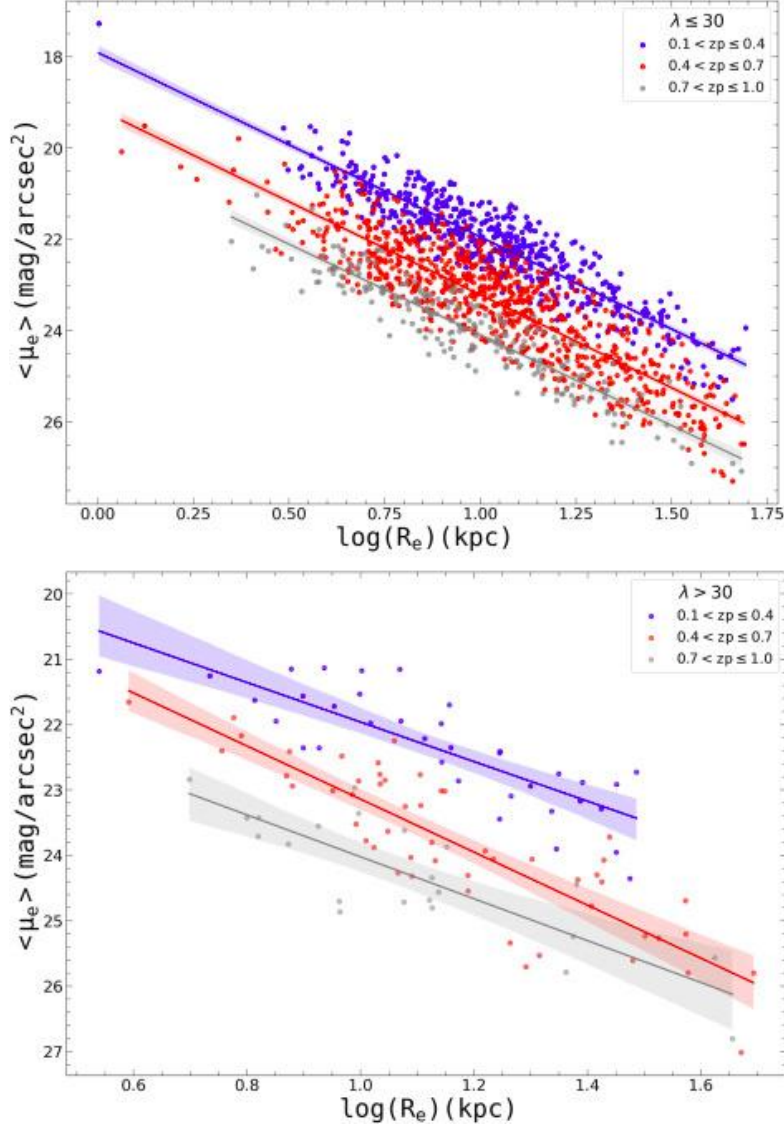 λ ≤ 30
0.1 < zp ≤ 0.4
0.4 < zp ≤ 0.7
0.7 < zp ≤ 1.0
18
20
22
24
26
<μe> (mag/arcsec²)
0.00 0.25 0.50 0.75 1.00 1.25 1.50 1.75
log(Re)(kpc)
λ > 30
0.1 < zp ≤ 0.4
0.4 < zp ≤ 0.7
0.7 < zp ≤ 1.0
20
21
22
23
24
25
26
27
<μe> (mag/arcsec²)
0.6 0.8 1.0 1.2 1.4 1.6
log(Re)(kpc)